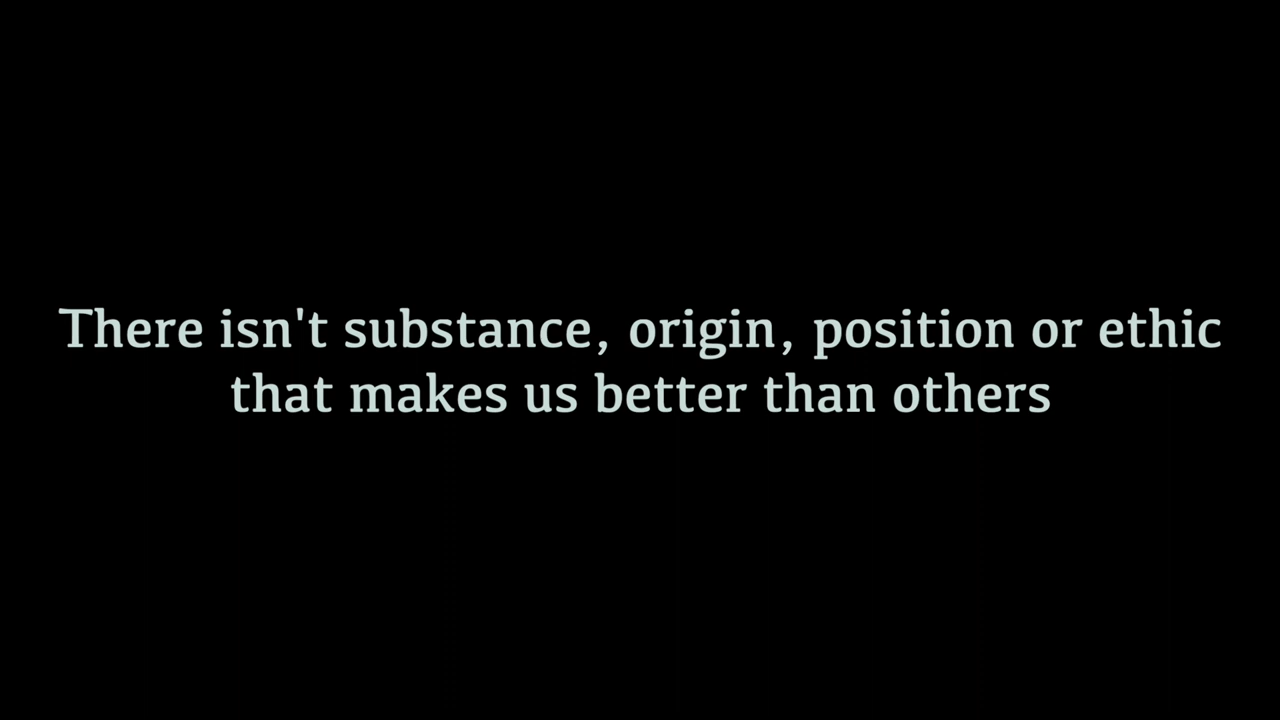 There isn't substance, origin, position or ethic
that makes us better than others